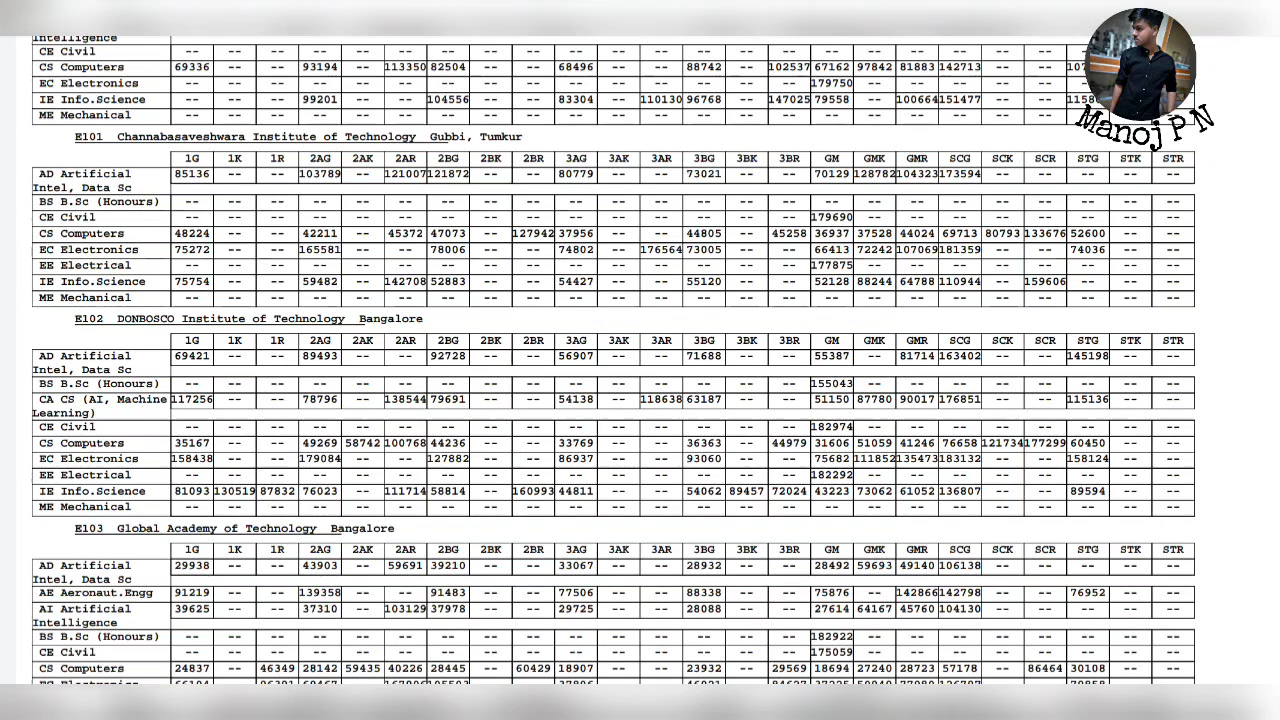 Intelligence
CE Civil -- -- -- -- -- -- -- -- -- -- -- -- -- -- -- -- -- -- -- -- --
CS Computers 69336 -- -- 93194 -- 113350 82504 -- -- 68496 -- -- 88742 -- 102537 67162 97842 81883 142713 -- --
EC Electronics -- -- -- -- -- -- -- -- -- -- -- -- -- -- -- 179750 -- -- -- -- --
IE Info.Science -- -- -- 99201 -- -- 104556 -- -- 83304 -- 110130 96768 -- 147025 79558 -- 100664 151477 -- --
ME Mechanical -- -- -- -- -- -- -- -- -- -- -- -- -- -- -- -- -- -- -- -- --
Manoj P N
E101 Channabasaveshwara Institute of Technology Gubbi, Tumkur
1G 1K 1R 2AG 2AK 2AR 2BG 2BK 2BR 3AG 3AK 3AR 3BG 3BK 3BR GM GMK GMR SCG SCK SCR STG STK STR
AD Artificial 85136 -- -- 103789 -- 121007 121872 -- -- 80779 -- -- 73021 -- -- 70129 128782 104323 173594 -- -- -- -- --
Intel, Data Sc
BS B.Sc (Honours) -- -- -- -- -- -- -- -- -- -- -- -- -- -- -- -- -- -- -- -- -- -- -- --
CE Civil -- -- -- -- -- -- -- -- -- -- -- -- -- -- -- 179690 -- -- -- -- -- -- -- --
CS Computers 48224 -- -- 42211 -- 45372 47073 -- 127942 37956 -- -- 44805 -- 45258 36937 37528 44024 69713 80793 133676 52600 -- --
EC Electronics 75272 -- -- 165581 -- -- 78006 -- -- 74802 -- 176564 73005 -- -- 66413 72242 107069 181359 -- -- 74036 -- --
EE Electrical -- -- -- -- -- -- -- -- -- -- -- -- -- -- -- 177875 -- -- -- -- -- -- -- --
IE Info.Science 75754 -- -- 59482 -- 142708 52883 -- -- 54427 -- -- 55120 -- -- 52128 88244 64788 110944 -- 159606 -- -- --
ME Mechanical -- -- -- -- -- -- -- -- -- -- -- -- -- -- -- -- -- -- -- -- -- -- -- --
E102 DONBOSCO Institute of Technology Bangalore
1G 1K 1R 2AG 2AK 2AR 2BG 2BK 2BR 3AG 3AK 3AR 3BG 3BK 3BR GM GMK GMR SCG SCK SCR STG STK STR
AD Artificial 69421 -- -- 89493 -- -- 92728 -- -- 56907 -- -- 71688 -- -- 55387 -- 81714 163402 -- -- 145198 -- --
Intel, Data Sc
BS B.Sc (Honours) -- -- -- -- -- -- -- -- -- -- -- -- -- -- -- 155043 -- -- -- -- -- -- -- --
CA CS (AI, Machine 117256 -- -- 78796 -- 138544 79691 -- -- 54138 -- 118638 63187 -- -- 51150 87780 90017 176851 -- -- 115136 -- --
Learning)
CE Civil -- -- -- -- -- -- -- -- -- -- -- -- -- -- -- 182974 -- -- -- -- -- -- -- --
CS Computers 35167 -- -- 49269 58742 100768 44236 -- -- 33769 -- -- 36363 -- 44979 31606 51059 41246 76658 121734 177299 60450 -- --
EC Electronics 158438 -- -- 179084 -- -- 127882 -- -- 86937 -- -- 93060 -- -- 75682 111852 135473 183132 -- -- 158124 -- --
EE Electrical -- -- -- -- -- -- -- -- -- -- -- -- -- -- -- 182292 -- -- -- -- -- -- -- --
IE Info.Science 81093 130519 87832 76023 -- 111714 58814 -- 160993 44811 -- -- 54062 89457 72024 43223 73062 61052 136807 -- -- 89594 -- --
ME Mechanical -- -- -- -- -- -- -- -- -- -- -- -- -- -- -- -- -- -- -- -- -- -- -- --
E103 Global Academy of Technology Bangalore
1G 1K 1R 2AG 2AK 2AR 2BG 2BK 2BR 3AG 3AK 3AR 3BG 3BK 3BR GM GMK GMR SCG SCK SCR STG STK STR
AD Artificial 29938 -- -- 43903 -- 59691 39210 -- -- 33067 -- -- 28932 -- -- 28492 59693 49140 106138 -- -- -- -- --
Intel, Data Sc
AE Aeronaut.Engg 91219 -- -- 139358 -- -- 91483 -- -- 77506 -- -- 88338 -- -- 75876 -- 142866 142798 -- -- 76952 -- --
AI Artificial 39625 -- -- 37310 -- 103129 37978 -- -- 29725 -- -- 28088 -- -- 27614 64167 45760 104130 -- -- -- -- --
Intelligence
BS B.Sc (Honours) -- -- -- -- -- -- -- -- -- -- -- -- -- -- -- 182922 -- -- -- -- -- -- -- --
CE Civil -- -- -- -- -- -- -- -- -- -- -- -- -- -- -- 175059 -- -- -- -- -- -- -- --
CS Computers 24837 -- 46349 28142 59435 40226 28445 -- 60429 18907 -- -- 23932 -- 29569 18694 27240 28723 57178 -- 86464 30108 -- --